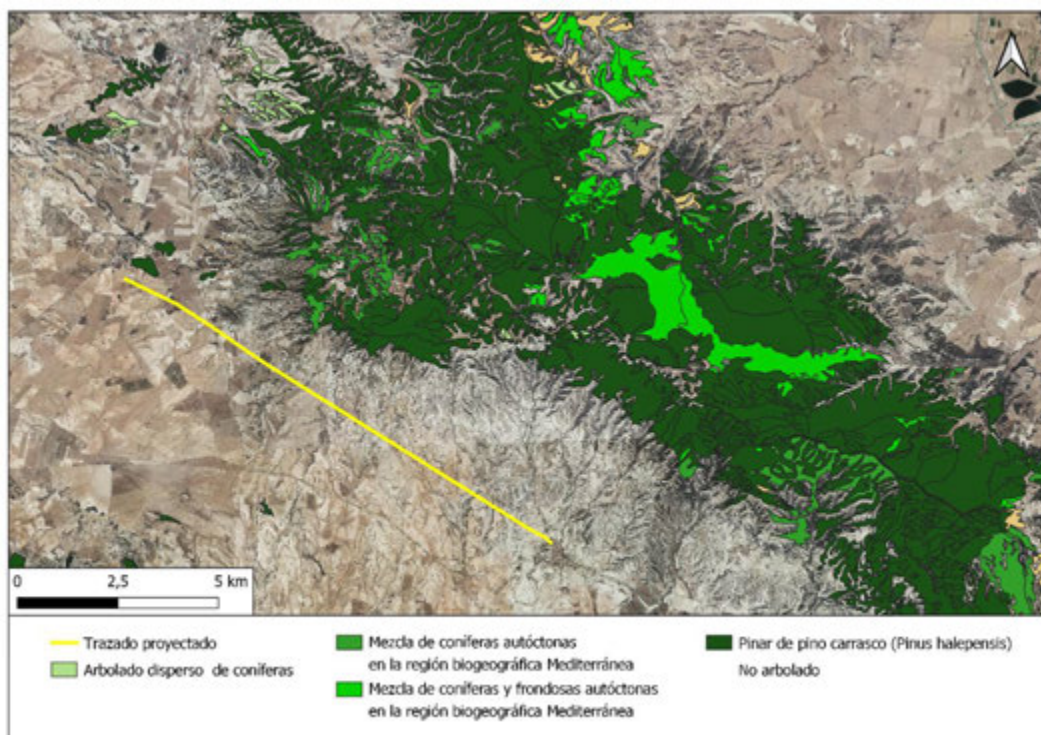 0 2,5 5 km
Trazado proyectado
Arbolado disperso de coníferas
Mezcla de coníferas autóctonas
en la región biogeográfica Mediterránea
Mezcla de coníferas y frondosas autóctonas
en la región biogeográfica Mediterránea
Pinar de pino carrasco (Pinus halepensis)
No arbolado